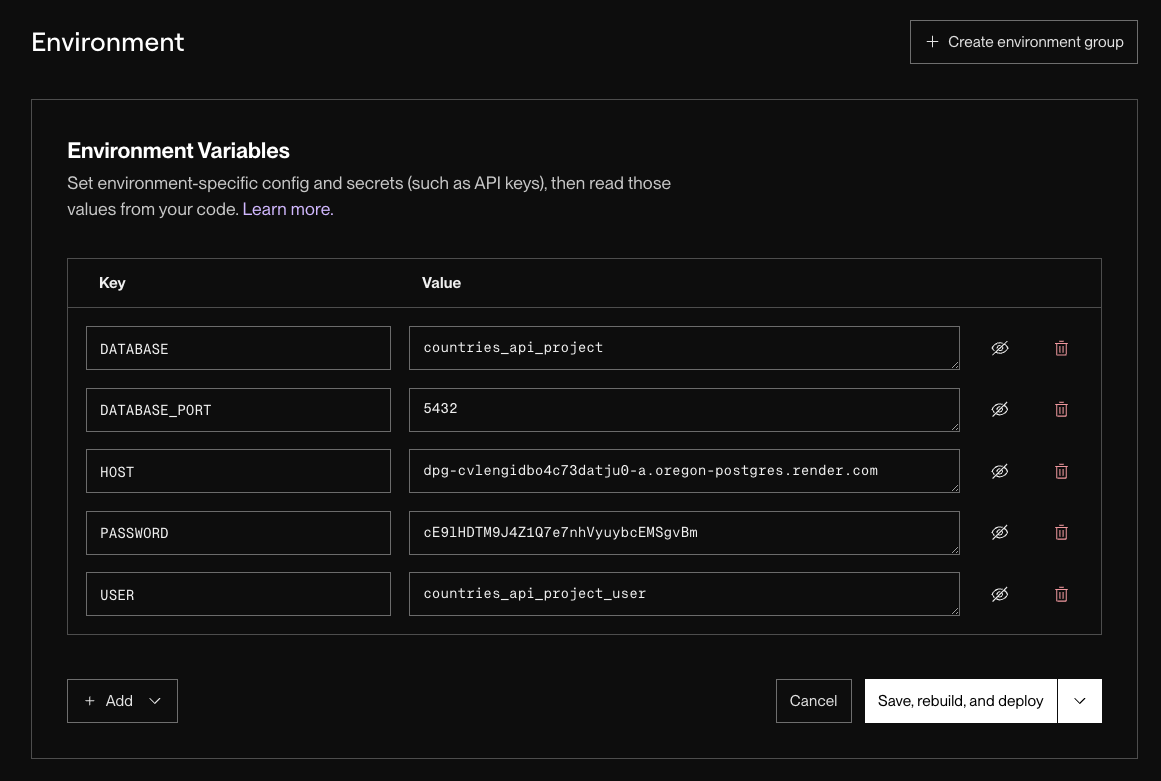 Environment
+ Create environment group
Environment Variables
Set environment-specific config and secrets (such as API keys), then read those
values from your code. Learn more.
Key Value
DATABASE countries_api_project
DATABASE_PORT 5432
HOST dpg-cvlengidbo4c73datju0-a.oregon-postgres.render.com
PASSWORD cE9lHDTM9J4Z1Q7e7nhVyuybcEMSgvBm
USER countries_api_project_user
+ Add Cancel Save, rebuild, and deploy